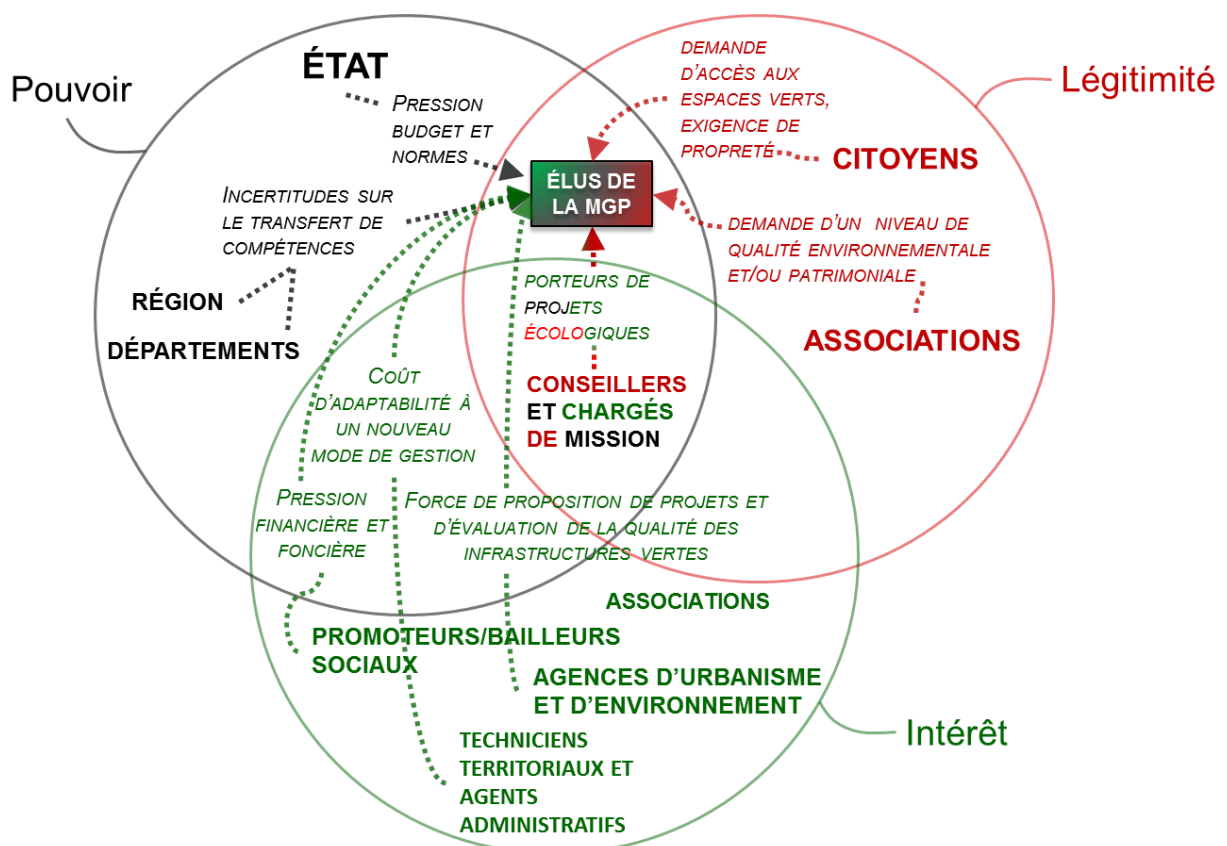 Pouvoir
ÉTAT
PRESSION
BUDGET ET
NORMES
INCERTITUDES SUR
LE TRANSFERT DE
COMPÉTENCES
RÉGION
DÉPARTEMENTS
DEMANDE
D'ACCÈS AUX
ESPACES VERTS,
EXIGENCE DE
PROPRETÉ
Légitimité
CITOYENS
ÉLUS DE
LA MGP
DEMANDE D'UN NIVEAU DE
QUALITÉ ENVIRONNEMENTALE
ET/OU PATRIMONIALE
ASSOCIATIONS
PORTEURS DE
PROJETS
ÉCOLOGIQUES
CONSEILLERS
ET CHARGÉS
DE MISSION
COÛT
D'ADAPTABILITÉ À
UN NOUVEAU
MODE DE GESTION
PRESSION
FINANCIÈRE ET
FONCIÈRE
FORCE DE PROPOSITION DE PROJETS ET
D'ÉVALUATION DE LA QUALITÉ DES
INFRASTRUCTURES VERTES
ASSOCIATIONS
PROMOTEURS/BAILLEURS
SOCIAUX
AGENCES D'URBANISME
ET D'ENVIRONNEMENT
Intérêt
TECHNICIENS
TERRITORIAUX ET
AGENTS
ADMINISTRATIFS